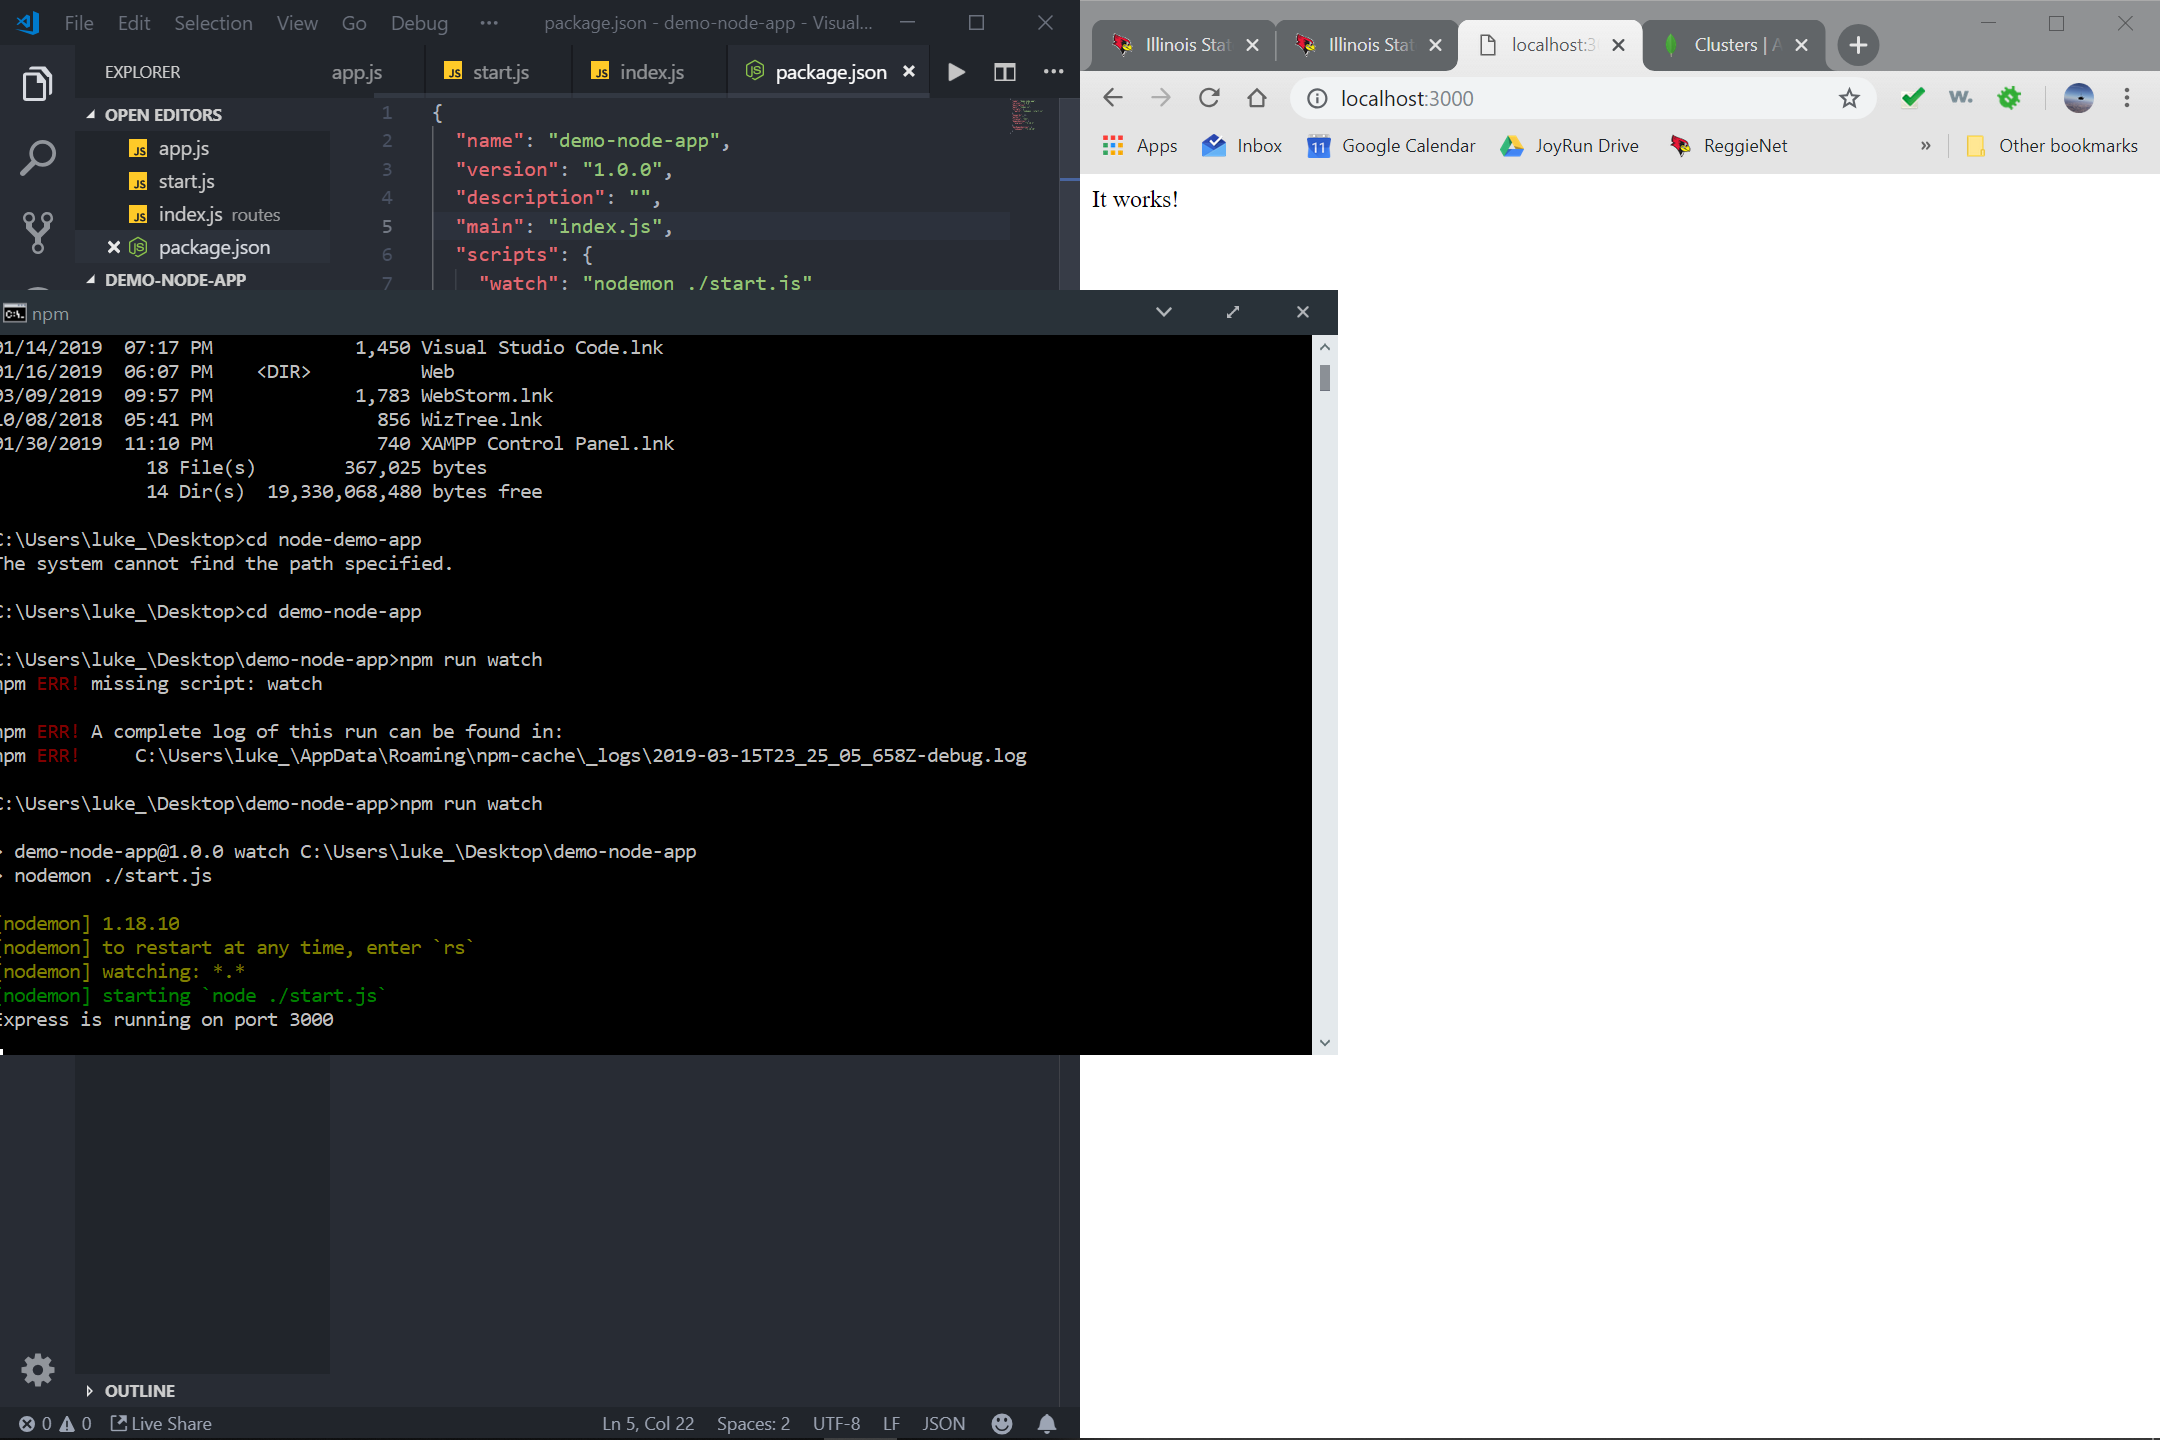 File Edit Selection View Go Debug ··· package.json - demo-node-app - Visual...
EXPLORER
app.js start.js index.js package.json
OPEN EDITORS
app.js
start.js
index.js routes
package.json
DEMO-NODE-APP
1 {
2 "name": "demo-node-app",
3 "version": "1.0.0",
4 "description": "",
5 "main": "index.js",
6 "scripts": {
7 "watch": "nodemon ./start.js"
npm
01/14/2019 07:17 PM 1,450 Visual Studio Code.lnk
01/16/2019 06:07 PM <DIR> Web
03/09/2019 09:57 PM 1,783 WebStorm.lnk
10/08/2018 05:41 PM 856 WizTree.lnk
01/30/2019 11:10 PM 740 XAMPP Control Panel.lnk
18 File(s) 367,025 bytes
14 Dir(s) 19,330,068,480 bytes free
C:\Users\luke_\Desktop>cd node-demo-app
The system cannot find the path specified.
C:\Users\luke_\Desktop>cd demo-node-app
C:\Users\luke_\Desktop\demo-node-app>npm run watch
npm ERR! missing script: watch
npm ERR! A complete log of this run can be found in:
npm ERR! C:\Users\luke_\AppData\Roaming\npm-cache\_logs\2019-03-15T23_25_05_658Z-debug.log
C:\Users\luke_\Desktop\demo-node-app>npm run watch
> demo-node-app@1.0.0 watch C:\Users\luke_\Desktop\demo-node-app
> nodemon ./start.js
[nodemon] 1.18.10
[nodemon] to restart at any time, enter `rs`
[nodemon] watching: *.*
[nodemon] starting `node ./start.js`
Express is running on port 3000
OUTLINE
0 0 Live Share Ln 5, Col 22 Spaces: 2 UTF-8 LF JSON
Illinois Stat Illinois Stat localhost:3 Clusters | A
localhost:3000
w.
Apps Inbox 11 Google Calendar JoyRun Drive ReggieNet » Other bookmarks
It works!